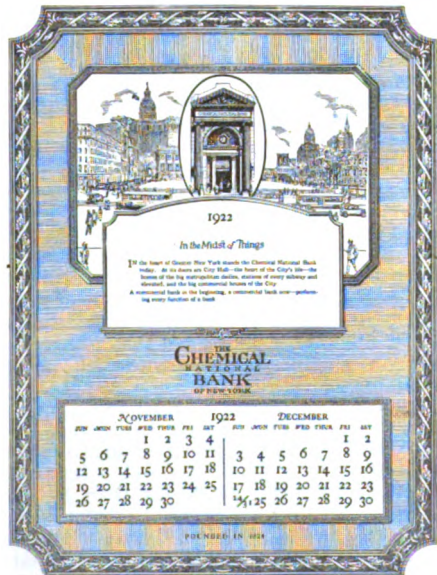 1922
In the Midst of Things
IN the heart of Greater New York stands the Chemical National Bank
today. At its doors are City Hall—the heart of the City's life—the
homes of the big metropolitan dailies, stations of every subway and
elevated, and the big commercial houses of the City
A commercial bank in the beginning, a commercial bank now—perform-
ing every function of a bank
THE
CHEMICAL
NATIONAL
BANK
OF NEW YORK
NOVEMBER 1922 DECEMBER
SUN MON TUES WED THUR FRI SAT SUN MON TUES WED THUR FRI SAT
1 2 3 4 1 2
5 6 7 8 9 10 11 3 4 5 6 7 8 9
12 13 14 15 16 17 18 10 11 12 13 14 15 16
19 20 21 22 23 24 25 17 18 19 20 21 22 23
26 27 28 29 30 24/31 25 26 27 28 29 30
FOUNDED IN 1824